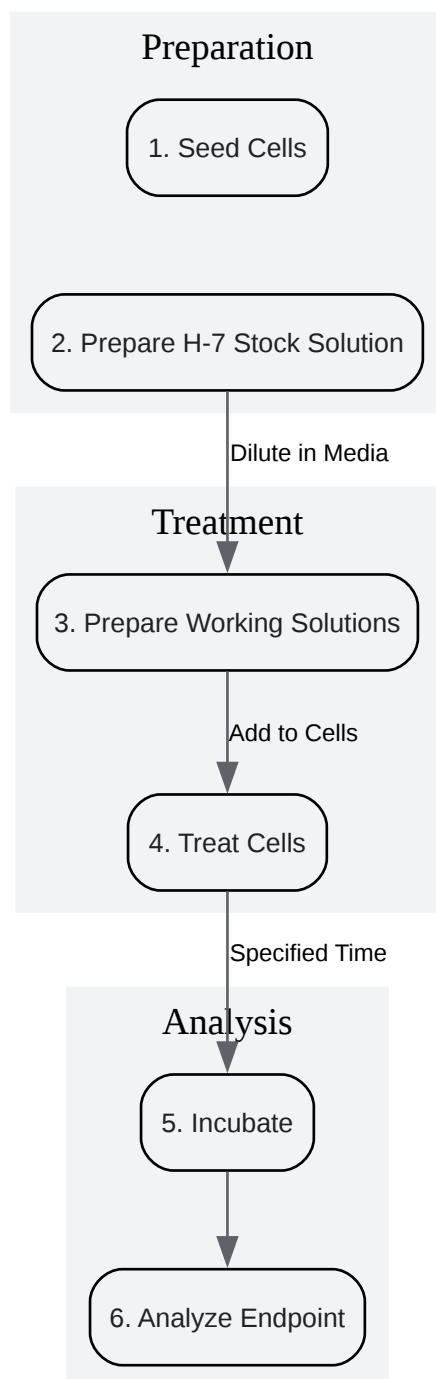 Preparation
1. Seed Cells
2. Prepare H-7 Stock Solution
Dilute in Media
Treatment
3. Prepare Working Solutions
Add to Cells
4. Treat Cells
Specified Time
Analysis
5. Incubate
6. Analyze Endpoint